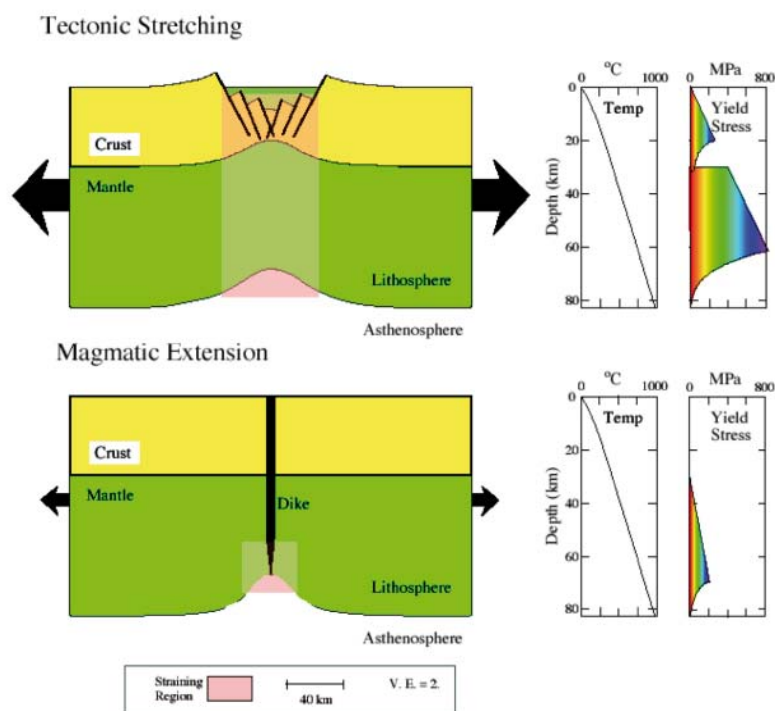 Tectonic Stretching
°C
MPa
0 1000
0 800
0
Temp
Yield
Stress
Crust
20
Mantle
Depth (km)
40
60
Lithosphere
80
Asthenosphere
Magmatic Extension
°C
MPa
0 1000
0 800
0
Temp
Yield
Stress
Crust
20
Mantle
Dike
Depth (km)
40
60
Lithosphere
80
Asthenosphere
Straining
Region
40 km
V. E. = 2.